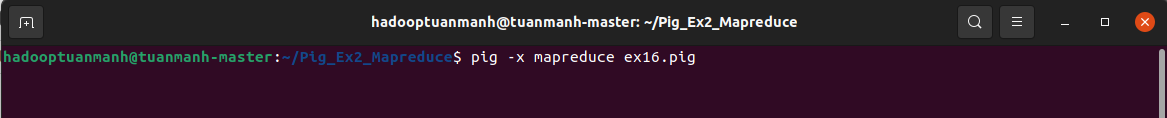 hadooptuanmanh@tuanmanh-master: ~/Pig_Ex2_Mapreduce
hadooptuanmanh@tuanmanh-master:~/Pig_Ex2_Mapreduce$ pig -x mapreduce ex16.pig